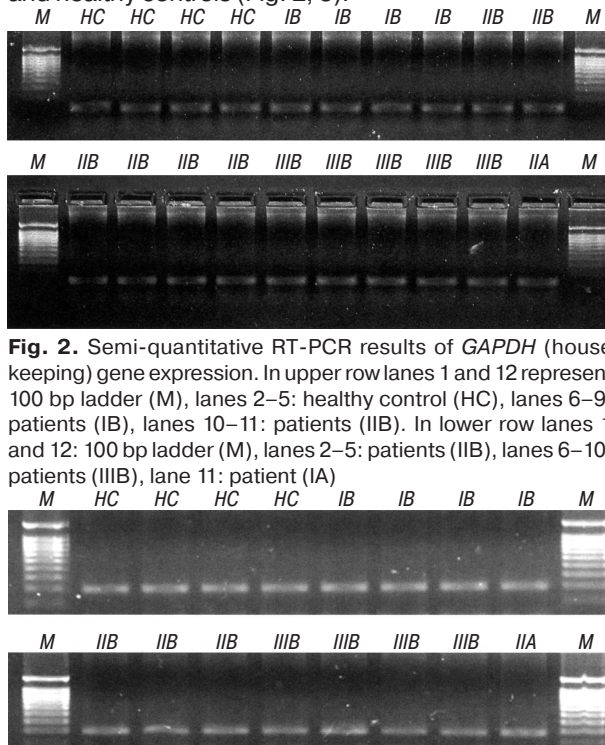 and healthy controls (Fig. 2, 3).
M HC HC HC HC IB IB IB IB IIB IIB M
M IIB IIB IIB IIB IIIB IIIB IIIB IIIB IIIB IIA M
Fig. 2. Semi-quantitative RT-PCR results of GAPDH (house
keeping) gene expression. In upper row lanes 1 and 12 represen
100 bp ladder (M), lanes 2–5: healthy control (HC), lanes 6–9
patients (IB), lanes 10–11: patients (IIB). In lower row lanes 1
and 12: 100 bp ladder (M), lanes 2–5: patients (IIB), lanes 6–10
patients (IIIB), lane 11: patient (IA)
M HC HC HC HC IB IB IB IB M
M IIB IIB IIB IIIB IIIB IIIB IIIB IIA M